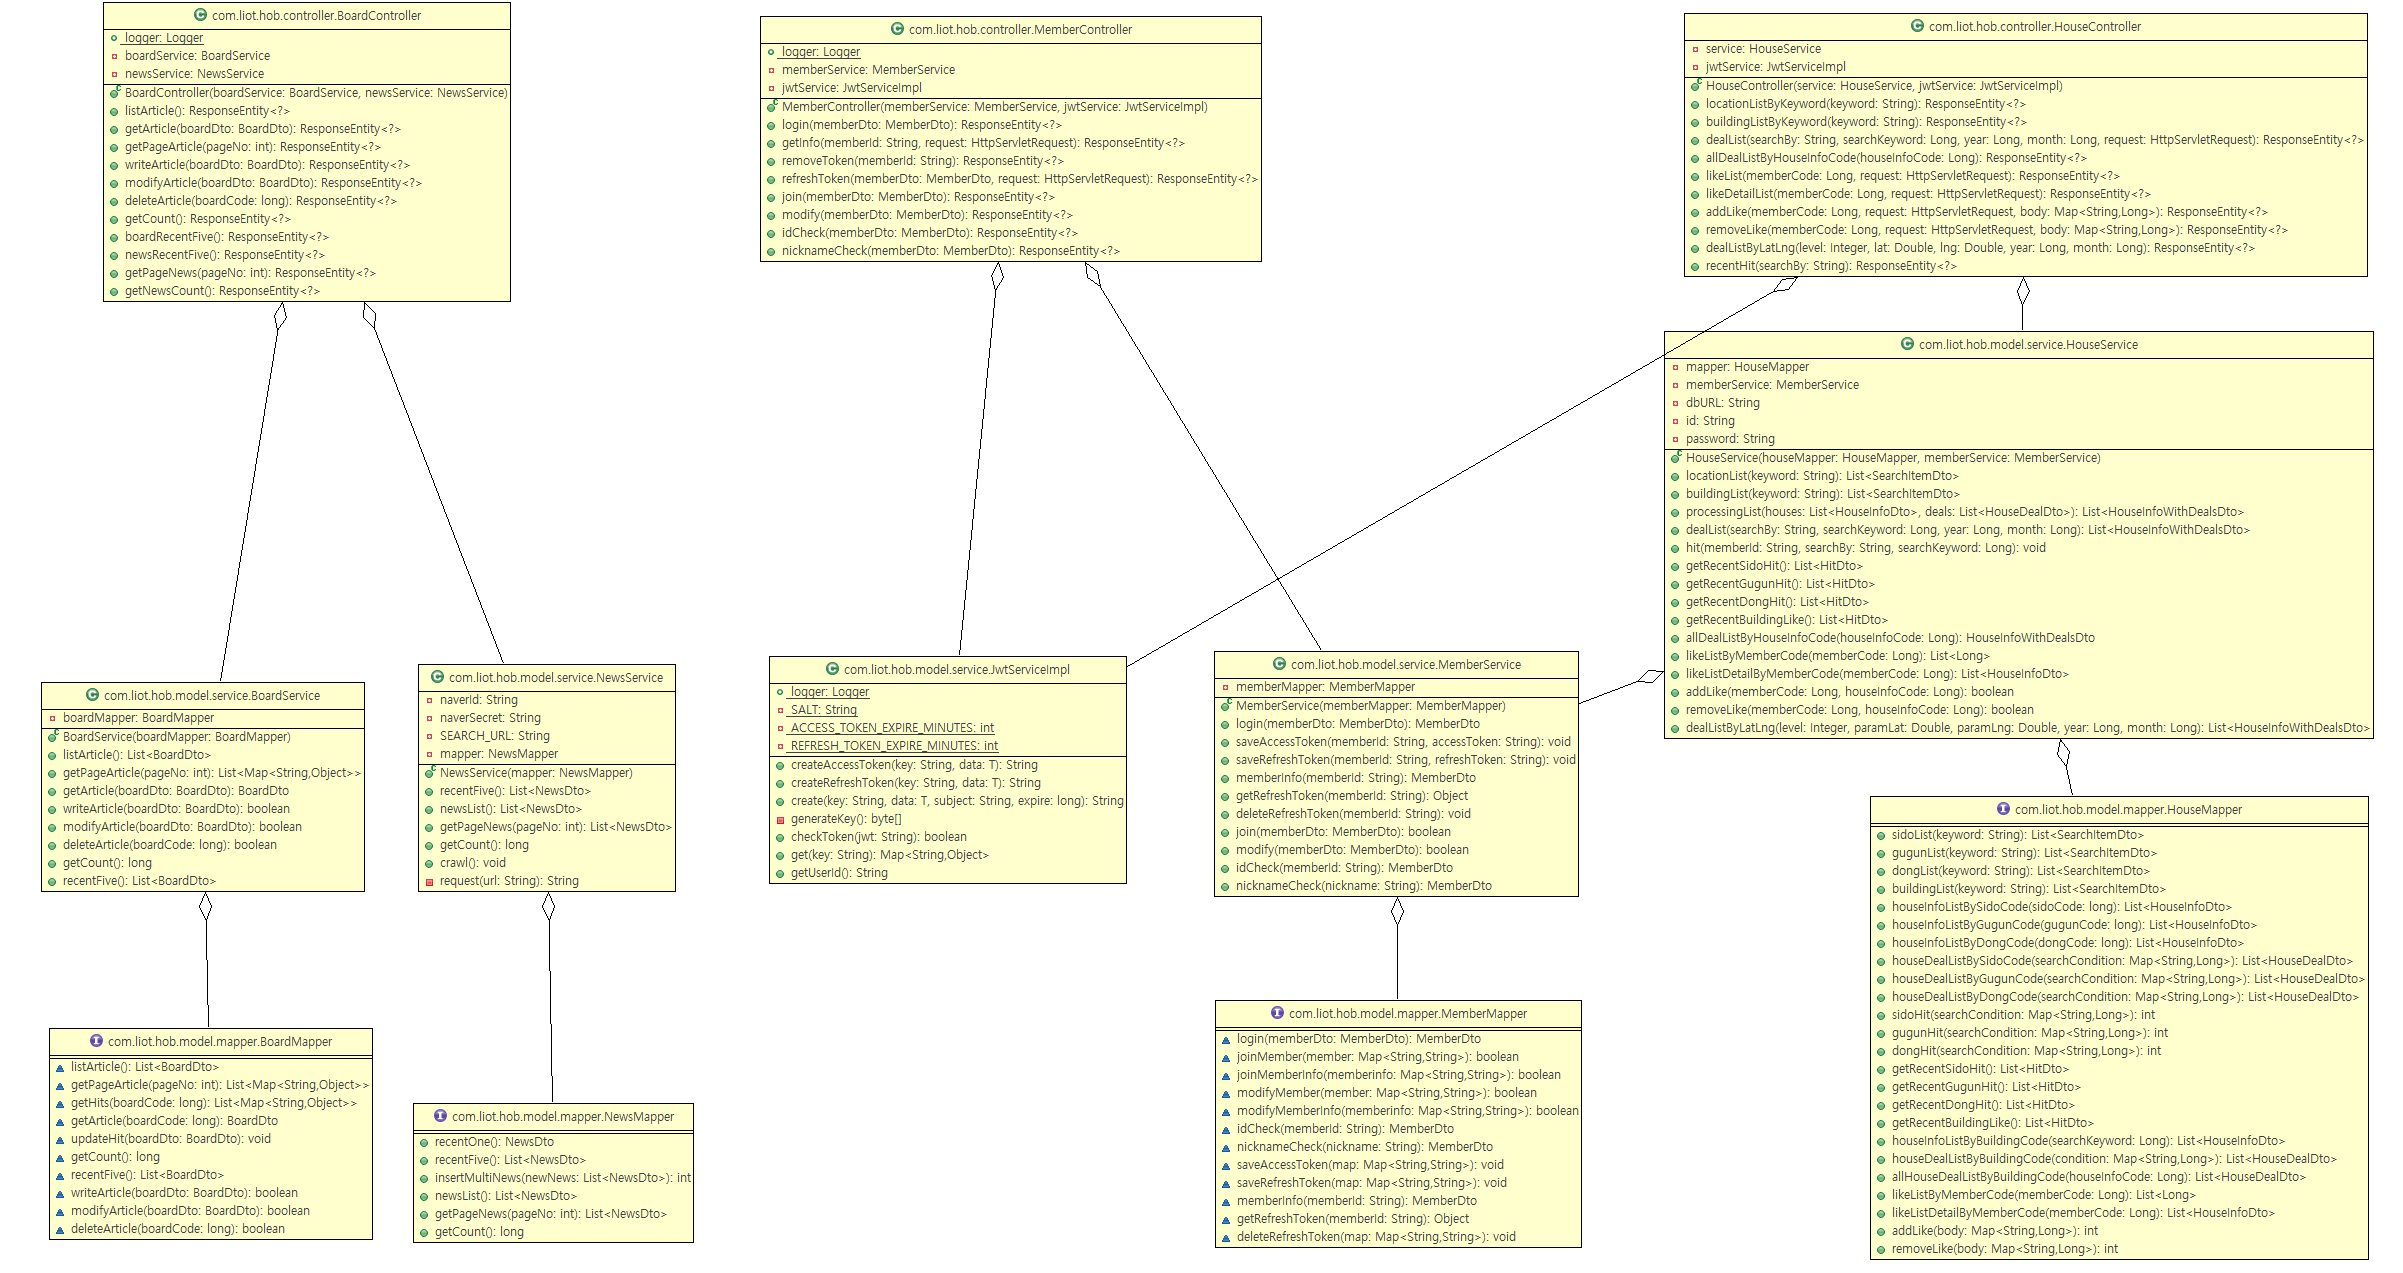 com.liot.hob.controller.BoardController
logger: Logger
boardService: BoardService
newsService: NewsService
BoardController(boardService: BoardService, newsService: NewsService)
listArticle(): ResponseEntity<?>
getArticle(boardDto: BoardDto): ResponseEntity<?>
getPageArticle(pageNo: int): ResponseEntity<?>
writeArticle(boardDto: BoardDto): ResponseEntity<?>
modifyArticle(boardDto: BoardDto): ResponseEntity<?>
deleteArticle(boardCode: long): ResponseEntity<?>
getCount(): ResponseEntity<?>
boardRecentFive(): ResponseEntity<?>
newsRecentFive(): ResponseEntity<?>
getPageNews(pageNo: int): ResponseEntity<?>
getNewsCount(): ResponseEntity<?>
com.liot.hob.controller.MemberController
logger: Logger
memberService: MemberService
jwtService: JwtServiceImpl
MemberController(memberService: MemberService, jwtService: JwtServiceImpl)
login(memberDto: MemberDto): ResponseEntity<?>
getInfo(memberId: String, request: HttpServletRequest): ResponseEntity<?>
removeToken(memberId: String): ResponseEntity<?>
refreshToken(memberDto: MemberDto, request: HttpServletRequest): ResponseEntity<?>
join(memberDto: MemberDto): ResponseEntity<?>
modify(memberDto: MemberDto): ResponseEntity<?>
idCheck(memberDto: MemberDto): ResponseEntity<?>
nicknameCheck(memberDto: MemberDto): ResponseEntity<?>
com.liot.hob.controller.HouseController
service: HouseService
jwtService: JwtServiceImpl
HouseController(service: HouseService, jwtService: JwtServiceImpl)
locationListByKeyword(keyword: String): ResponseEntity<?>
buildingListByKeyword(keyword: String): ResponseEntity<?>
dealList(searchBy: String, searchKeyword: Long, year: Long, month: Long, request: HttpServletRequest): ResponseEntity<?>
allDealListByHouseInfoCode(houseInfoCode: Long): ResponseEntity<?>
likeList(memberCode: Long, request: HttpServletRequest): ResponseEntity<?>
likeDetailList(memberCode: Long, request: HttpServletRequest): ResponseEntity<?>
addLike(memberCode: Long, request: HttpServletRequest, body: Map<String,Long>): ResponseEntity<?>
removeLike(memberCode: Long, request: HttpServletRequest, body: Map<String,Long>): ResponseEntity<?>
dealListByLatLng(level: Integer, lat: Double, lng: Double, year: Long, month: Long): ResponseEntity<?>
recentHit(searchBy: String): ResponseEntity<?>
com.liot.hob.model.service.HouseService
mapper: HouseMapper
memberService: MemberService
dbURL: String
id: String
password: String
HouseService(houseMapper: HouseMapper, memberService: MemberService)
locationList(keyword: String): List<SearchItemDto>
buildingList(keyword: String): List<SearchItemDto>
processingList(houses: List<HouseInfoDto>, deals: List<HouseDealDto>): List<HouseInfoWithDealsDto>
dealList(searchBy: String, searchKeyword: Long, year: Long, month: Long): List<HouseInfoWithDealsDto>
hit(memberId: String, searchBy: String, searchKeyword: Long): void
getRecentSidoHit(): List<HitDto>
getRecentGugunHit(): List<HitDto>
getRecentDongHit(): List<HitDto>
getRecentBuildingLike(): List<HitDto>
allDealListByHouseInfoCode(houseInfoCode: Long): HouseInfoWithDealsDto
likeListByMemberCode(memberCode: Long): List<Long>
likeListDetailByMemberCode(memberCode: Long): List<HouseInfoDto>
addLike(memberCode: Long, houseInfoCode: Long): boolean
removeLike(memberCode: Long, houseInfoCode: Long): boolean
dealListByLatLng(level: Integer, paramLat: Double, paramLng: Double, year: Long, month: Long): List<HouseInfoWithDealsDto>
com.liot.hob.model.service.BoardService
boardMapper: BoardMapper
BoardService(boardMapper: BoardMapper)
listArticle(): List<BoardDto>
getPageArticle(pageNo: int): List<Map<String,Object>>
getArticle(boardDto: BoardDto): BoardDto
writeArticle(boardDto: BoardDto): boolean
modifyArticle(boardDto: BoardDto): boolean
deleteArticle(boardCode: long): boolean
getCount(): long
recentFive(): List<BoardDto>
com.liot.hob.model.service.NewsService
naverId: String
naverSecret: String
SEARCH_URL: String
mapper: NewsMapper
NewsService(mapper: NewsMapper)
recentFive(): List<NewsDto>
newsList(): List<NewsDto>
getPageNews(pageNo: int): List<NewsDto>
getCount(): long
crawl(): void
request(url: String): String
com.liot.hob.model.service.JwtServiceImpl
logger: Logger
SALT: String
ACCESS_TOKEN_EXPIRE_MINUTES: int
REFRESH_TOKEN_EXPIRE_MINUTES: int
createAccessToken(key: String, data: T): String
createRefreshToken(key: String, data: T): String
create(key: String, data: T, subject: String, expire: long): String
generateKey(): byte[]
checkToken(jwt: String): boolean
get(key: String): Map<String,Object>
getUserId(): String
com.liot.hob.model.service.MemberService
memberMapper: MemberMapper
MemberService(memberMapper: MemberMapper)
login(memberDto: MemberDto): MemberDto
saveAccessToken(memberId: String, accessToken: String): void
saveRefreshToken(memberId: String, refreshToken: String): void
memberInfo(memberId: String): MemberDto
getRefreshToken(memberId: String): Object
deleteRefreshToken(memberId: String): void
join(memberDto: MemberDto): boolean
modify(memberDto: MemberDto): boolean
idCheck(memberId: String): MemberDto
nicknameCheck(nickname: String): MemberDto
com.liot.hob.model.mapper.BoardMapper
listArticle(): List<BoardDto>
getPageArticle(pageNo: int): List<Map<String,Object>>
getHits(boardCode: long): List<Map<String,Object>>
getArticle(boardCode: long): BoardDto
updateHit(boardDto: BoardDto): void
getCount(): long
recentFive(): List<BoardDto>
writeArticle(boardDto: BoardDto): boolean
modifyArticle(boardDto: BoardDto): boolean
deleteArticle(boardCode: long): boolean
com.liot.hob.model.mapper.NewsMapper
recentOne(): NewsDto
recentFive(): List<NewsDto>
insertMultiNews(newNews: List<NewsDto>): int
newsList(): List<NewsDto>
getPageNews(pageNo: int): List<NewsDto>
getCount(): long
com.liot.hob.model.mapper.MemberMapper
login(memberDto: MemberDto): MemberDto
joinMember(member: Map<String,String>): boolean
joinMemberInfo(memberinfo: Map<String,String>): boolean
modifyMember(member: Map<String,String>): boolean
modifyMemberInfo(memberinfo: Map<String,String>): boolean
idCheck(memberId: String): MemberDto
nicknameCheck(nickname: String): MemberDto
saveAccessToken(map: Map<String,String>): void
saveRefreshToken(map: Map<String,String>): void
memberInfo(memberId: String): MemberDto
getRefreshToken(memberId: String): Object
deleteRefreshToken(map: Map<String,String>): void
com.liot.hob.model.mapper.HouseMapper
sidoList(keyword: String): List<SearchItemDto>
gugunList(keyword: String): List<SearchItemDto>
dongList(keyword: String): List<SearchItemDto>
buildingList(keyword: String): List<SearchItemDto>
houseInfoListBySidoCode(sidoCode: long): List<HouseInfoDto>
houseInfoListByGugunCode(gugunCode: long): List<HouseInfoDto>
houseInfoListByDongCode(dongCode: long): List<HouseInfoDto>
houseDealListBySidoCode(searchCondition: Map<String,Long>): List<HouseDealDto>
houseDealListByGugunCode(searchCondition: Map<String,Long>): List<HouseDealDto>
houseDealListByDongCode(searchCondition: Map<String,Long>): List<HouseDealDto>
sidoHit(searchCondition: Map<String,Long>): int
gugunHit(searchCondition: Map<String,Long>): int
dongHit(searchCondition: Map<String,Long>): int
getRecentSidoHit(): List<HitDto>
getRecentGugunHit(): List<HitDto>
getRecentDongHit(): List<HitDto>
getRecentBuildingLike(): List<HitDto>
houseInfoListByBuildingCode(searchKeyword: Long): List<HouseInfoDto>
houseDealListByBuildingCode(condition: Map<String,Long>): List<HouseDealDto>
allHouseDealListByBuildingCode(houseInfoCode: Long): List<HouseDealDto>
likeListByMemberCode(memberCode: Long): List<Long>
likeListDetailByMemberCode(memberCode: Long): List<HouseInfoDto>
addLike(body: Map<String,Long>): int
removeLike(body: Map<String,Long>): int